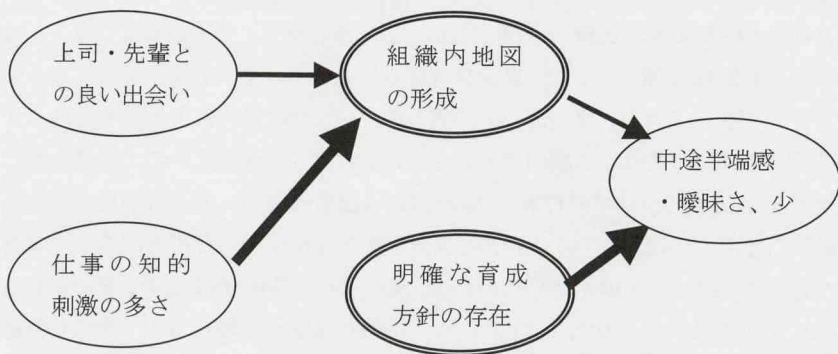 上司・先輩と
の良い出会い
組織内地図
の形成
中途半端感
・曖昧さ、少
仕事の知的
刺激の多さ
明確な育成
方針の存在